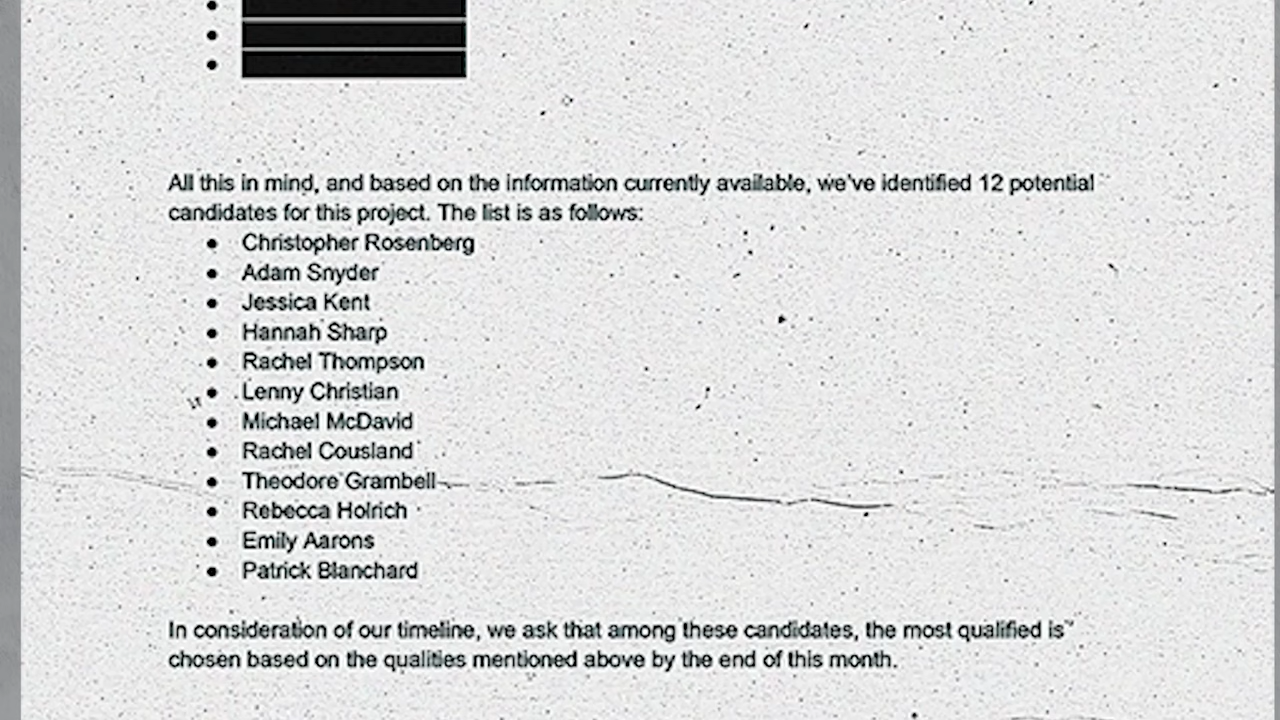 All this in mind, and based on the information currently available, we've identified 12 potential
candidates for this project. The list is as follows:
● Christopher Rosenberg
● Adam Snyder
● Jessica Kent
● Hannah Sharp
● Rachel Thompson
● Lenny Christian
● Michael McDavid
● Rachel Cousland
● Theodore Grambell
● Rebecca Holrich
● Emily Aarons
● Patrick Blanchard
In consideration of our timeline, we ask that among these candidates, the most qualified is
chosen based on the qualities mentioned above by the end of this month.